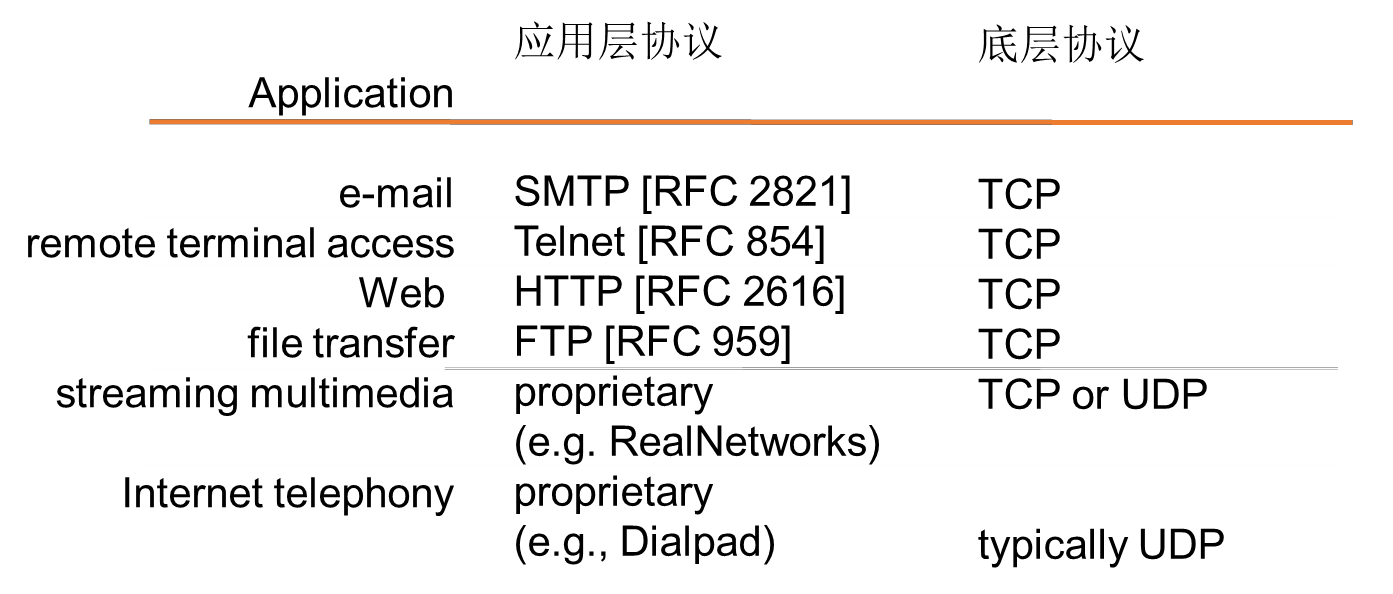 应用层协议 底层协议
Application
e-mail SMTP [RFC 2821] TCP
remote terminal access Telnet [RFC 854] TCP
Web HTTP [RFC 2616] TCP
file transfer FTP [RFC 959] TCP
streaming multimedia proprietary TCP or UDP
(e.g. RealNetworks)
Internet telephony proprietary
(e.g., Dialpad) typically UDP